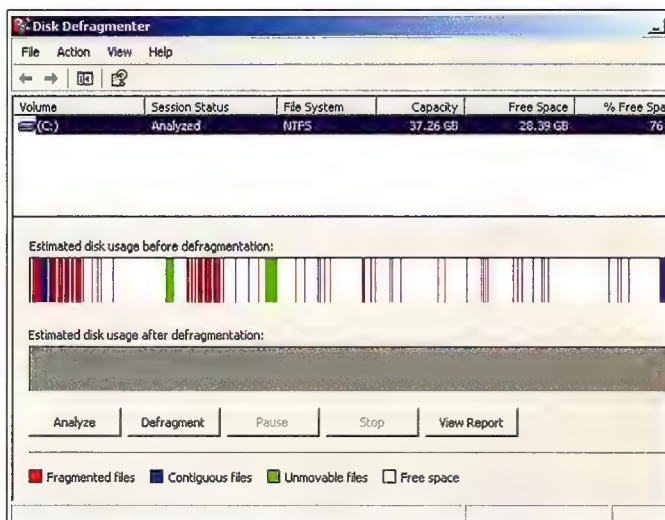 Disk Defragmenter
File Action View Help
Volume Session Status File System Capacity Free Space % Free Spa
(C:) Analyzed NTFS 37.26 GB 28.39 GB 76
Estimated disk usage before defragmentation:
Estimated disk usage after defragmentation:
Analyze Defragment Pause Stop View Report
Fragmented files Contiguous files Unmovable files Free space